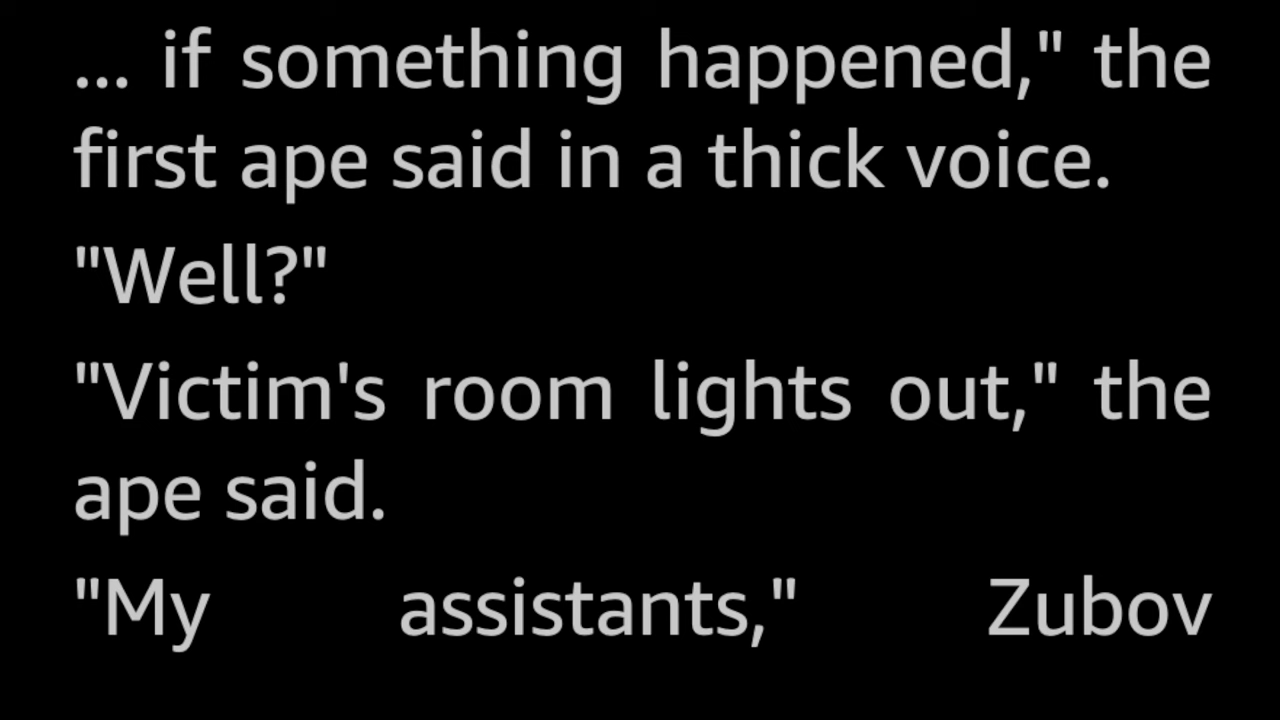 ... if something happened," the
first ape said in a thick voice.
"Well?"
"Victim's room lights out," the
ape said.
"My assistants," Zubov